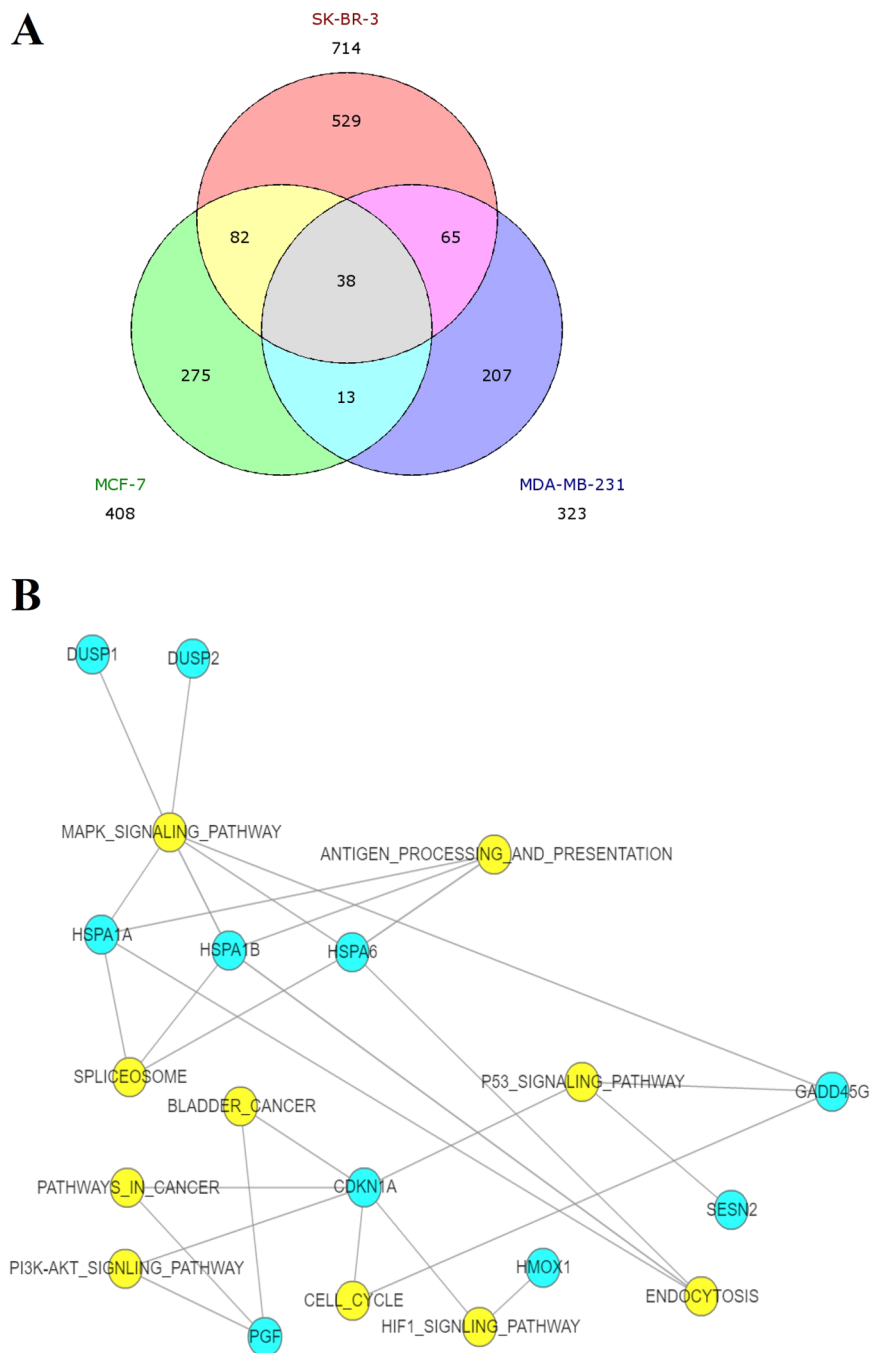 A
SK-BR-3
714
529
82
65
38
275
207
13
MCF-7
MDA-MB-231
408
323
B
DUSP1
DUSP2
MAPK_SIGNALING_PATHWAY
ANTIGEN_PROCESSING_AND_PRESENTATION
HSPA1A
HSPA1B
HSPA6
SPLICEOSOME
P53_SIGNALING_PATHWAY
GADD45G
BLADDER_CANCER
PATHWAYS_IN_CANCER
CDKN1A
SESN2
PI3K-AKT_SIGNLING_PATHWAY
HMOX1
CELL_CYCLE
ENDOCYTOSIS
HIF1_SIGNLING_PATHWAY
PGF